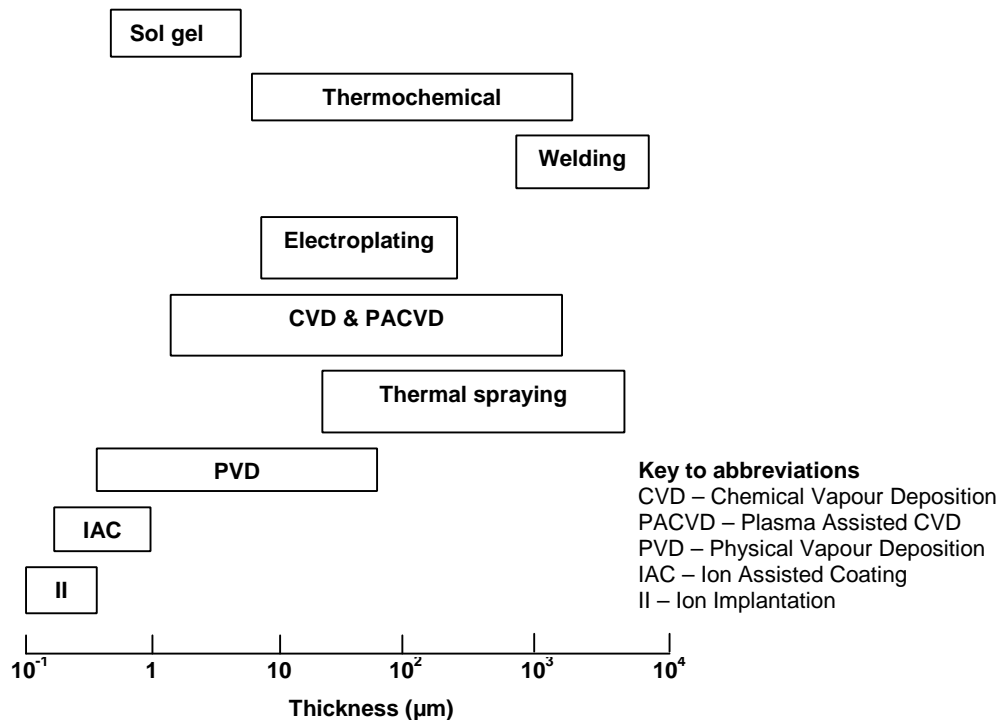 Sol gel
Thermochemical
Welding
Electroplating
CVD & PACVD
Thermal spraying
PVD
IAC
II
Key to abbreviations
CVD – Chemical Vapour Deposition
PACVD – Plasma Assisted CVD
PVD – Physical Vapour Deposition
IAC – Ion Assisted Coating
II – Ion Implantation
10⁻¹ 1 10 10² 10³ 10⁴
Thickness (µm)